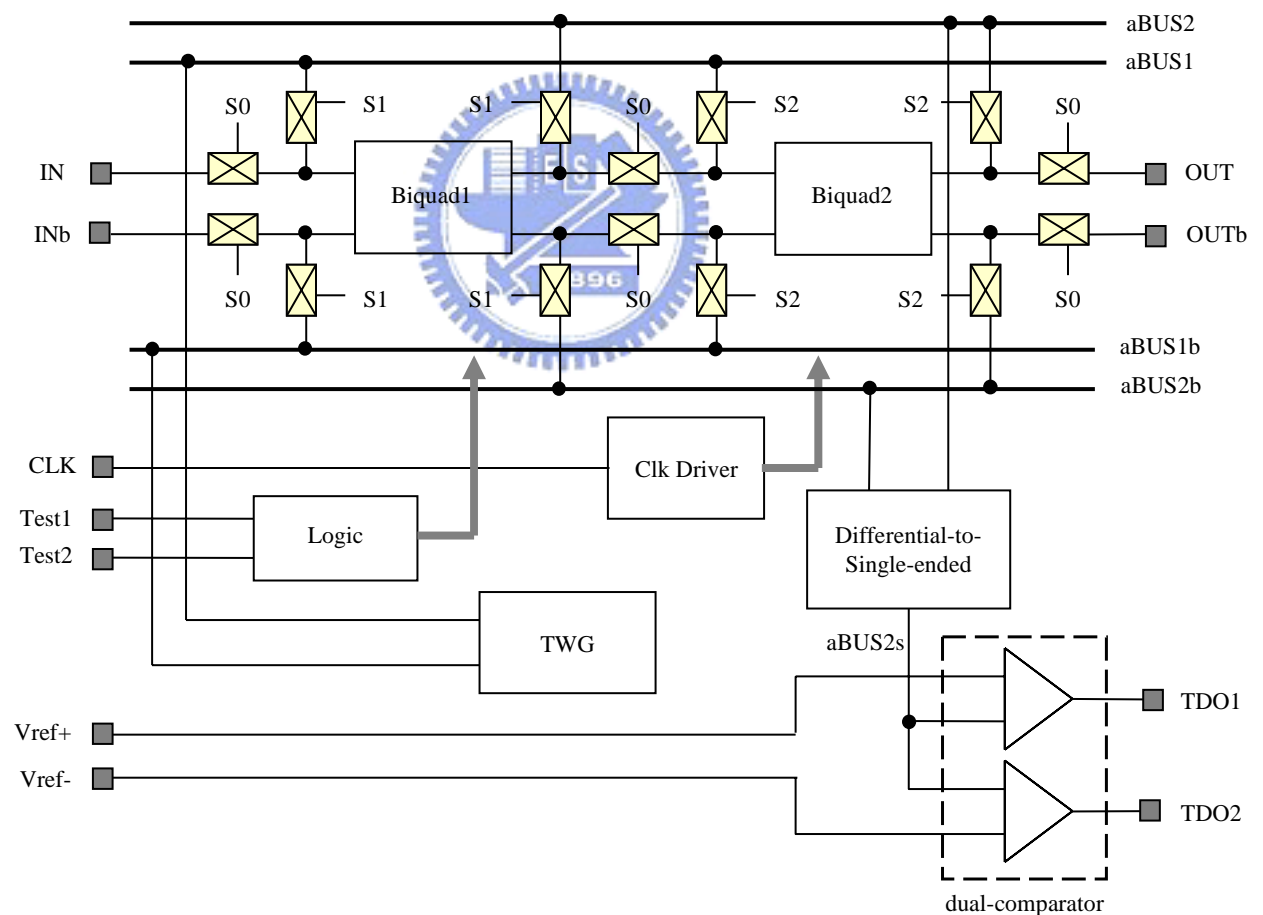 aBUS2
aBUS1
S0
S1
S1
S0
S2
S2
S0
IN
Biquad1
ES
Biquad2
OUT
INb
OUTb
S0
S1
S1
1896
S0
S2
S2
S0
aBUS1b
aBUS2b
CLK
Clk Driver
Test1
Logic
Test2
Differential-to-
Single-ended
TWG
aBUS2s
Vref+
TDO1
Vref-
TDO2
dual-comparator